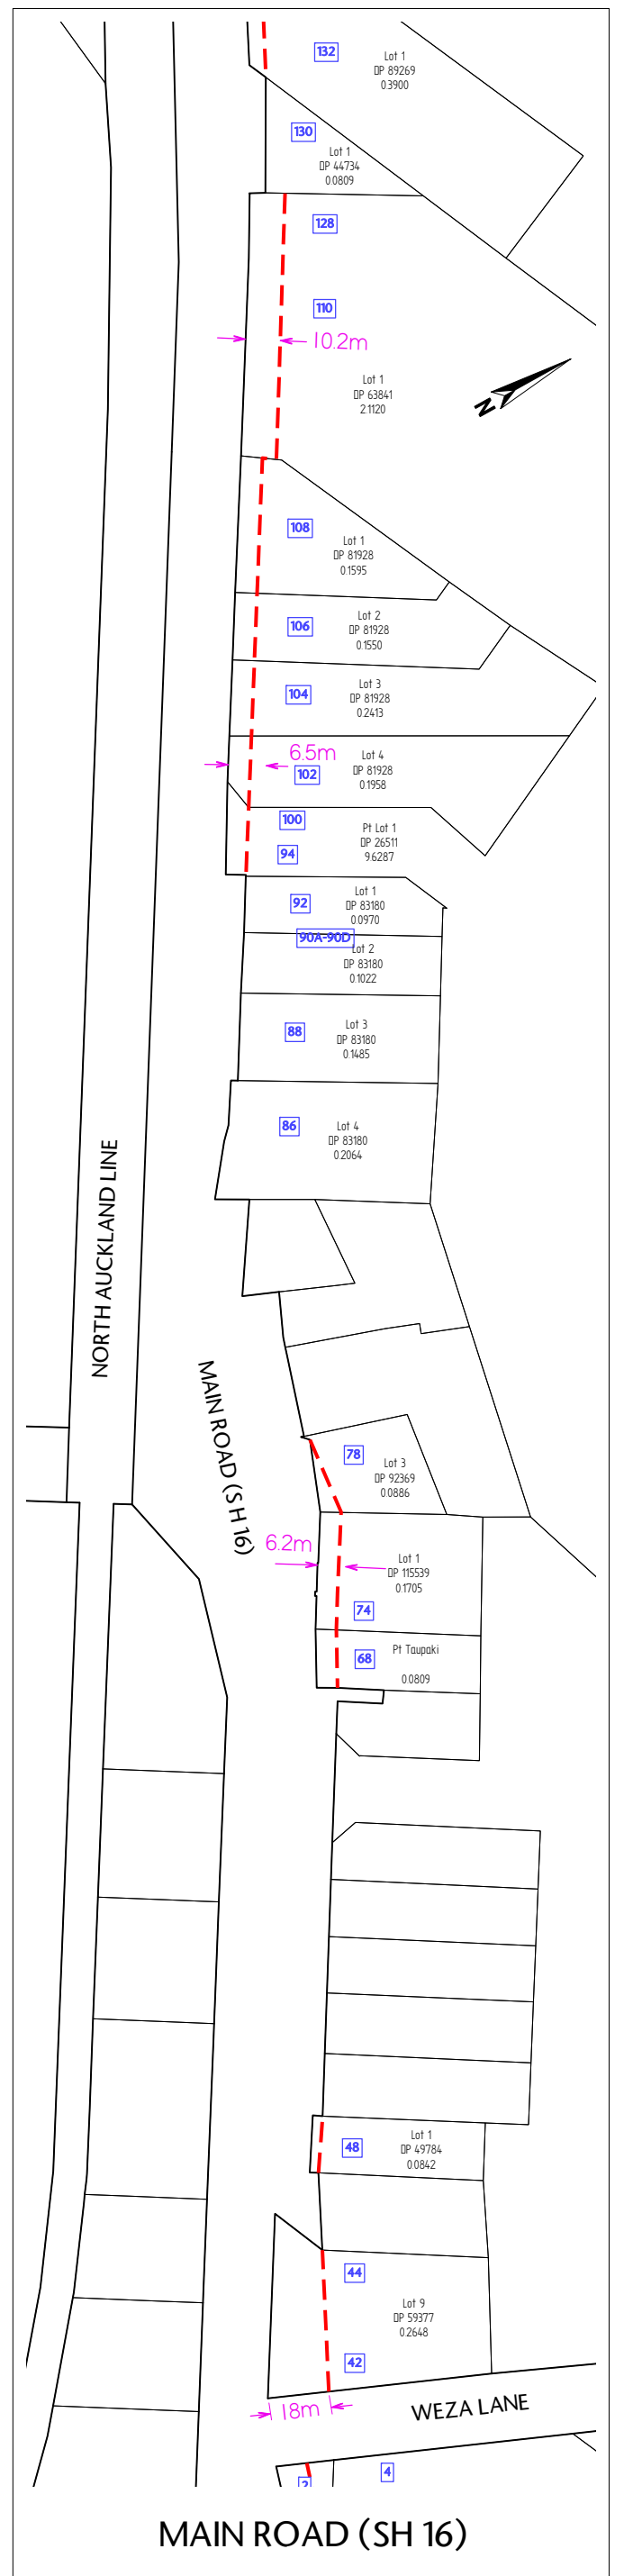 132
Lot 1
DP 89269
0.3900
130
Lot 1
DP 44734
0.0809
128
110
10.2m
Lot 1
DP 63841
2.1120
N
108
Lot 1
DP 81928
0.1595
106
Lot 2
DP 81928
0.1550
104
Lot 3
DP 81928
0.2413
6.5m
102
Lot 4
DP 81928
0.1958
100
94
Pt Lot 1
DP 26511
9.6287
92
Lot 1
DP 83180
0.0970
90A-90D
Lot 2
DP 83180
0.1022
88
Lot 3
DP 83180
0.1485
86
Lot 4
DP 83180
0.2064
NORTH AUCKLAND LINE
MAIN ROAD (S H 16)
78
Lot 3
DP 92369
0.0886
6.2m
Lot 1
DP 115539
0.1705
74
68
Pt Taupaki
0.0809
48
Lot 1
DP 49784
0.0842
44
Lot 9
DP 59377
0.2648
42
18m
WEZA LANE
2
4
MAIN ROAD (SH 16)